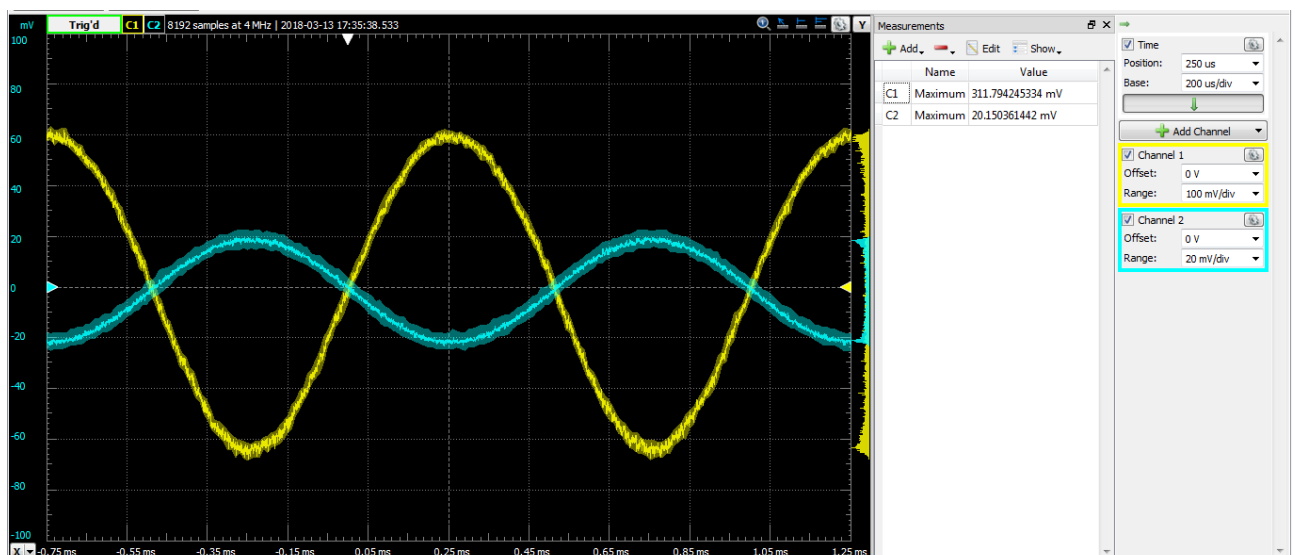 mV Trig'd C1 C2 8192 samples at 4 MHz | 2018-03-13 17:35:38.533 Y
100
80
60
40
20
0
-20
-40
-60
-80
-100
X -0.75 ms -0.55 ms -0.35 ms -0.15 ms 0.05 ms 0.25 ms 0.45 ms 0.65 ms 0.85 ms 1.05 ms 1.25 ms
Measurements
Add Edit Show
Name Value
C1 Maximum 311.794245334 mV
C2 Maximum 20.150361442 mV
Time
Position: 250 us
Base: 200 us/div
Add Channel
Channel 1
Offset: 0 V
Range: 100 mV/div
Channel 2
Offset: 0 V
Range: 20 mV/div